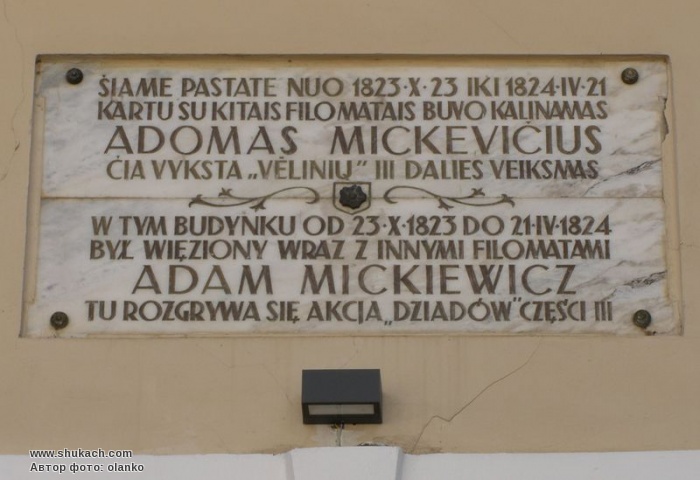 ŠIAME PASTATE NUO 1823·X·23 IKI 1824·IV·21
KARTU SU KITAIS FILOMATAIS BUVO KALINAMAS
ADOMAS MICKEVIČIUS
ČIA VYKSTA „VĖLINIŲ" III DALIES VEIKSMAS
W TYM BUDYNKU OD 23·X·1823 DO 21·IV·1824
BYŁ WIĘZIONY WRAZ Z INNYMI FILOMATAMI
ADAM MICKIEWICZ
TU ROZGRYWA SIĘ AKCJA „DZIADÓW" CZĘŚCI III
www.shukach.com
Автор фото: olanko